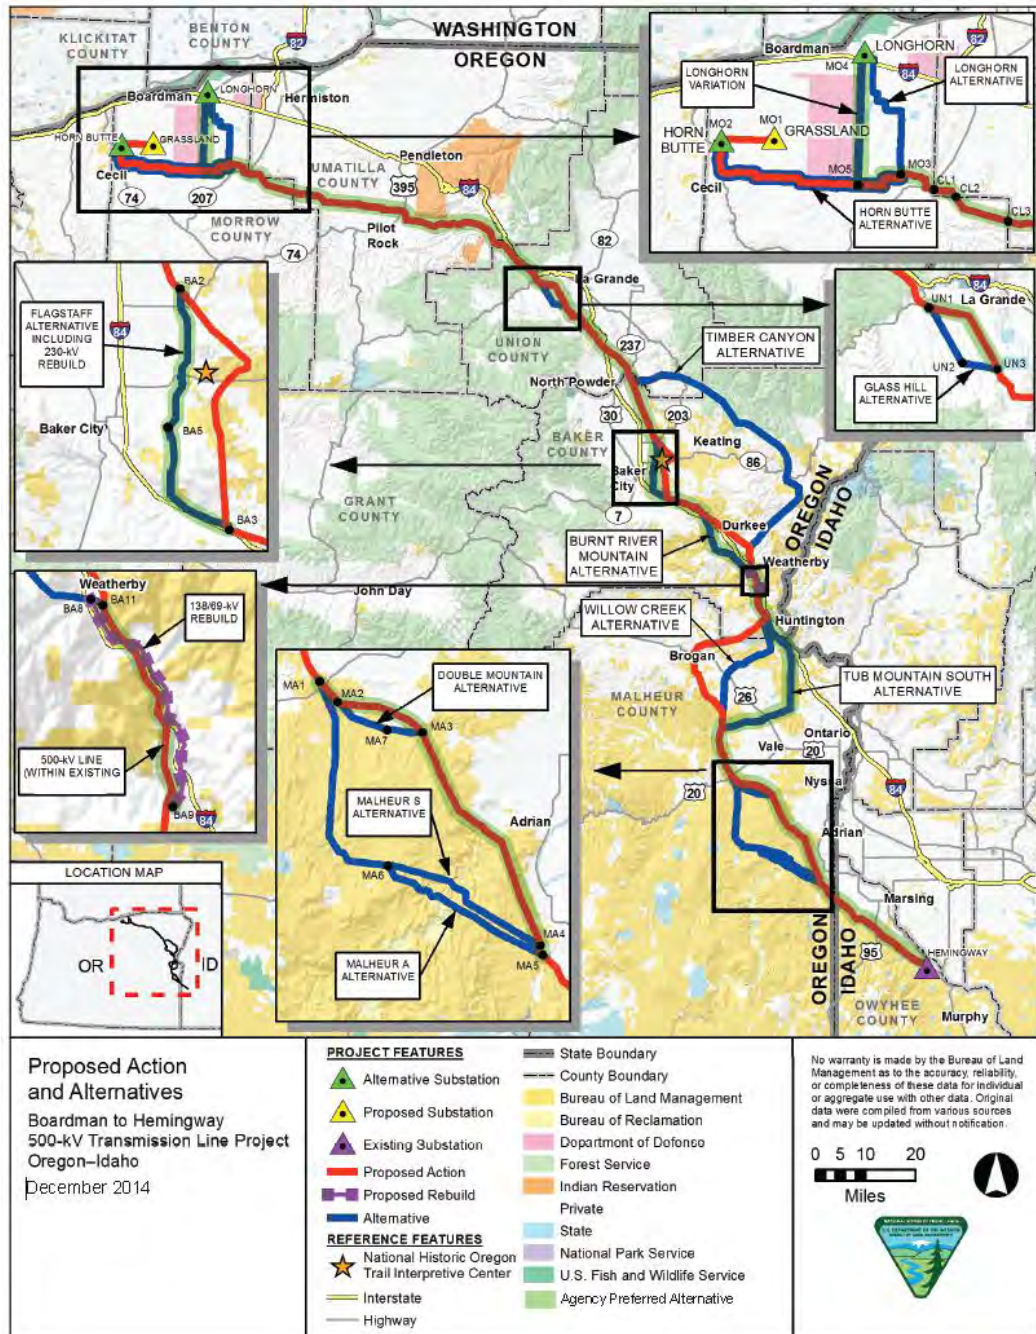 KLICKITAT
COUNTY
BENTON
COUNTY
82
WASHINGTON
OREGON
LONGHORN
Boardman
Hermiston
HORN BUTTE
GRASSLAND
Cecil
74
207
MORROW
COUNTY
74
UMATILLA
COUNTY
395
Pendleton
84
Pilot
Rock
82
La Grande
UNION
COUNTY
237
North Powder
30
203
TIMBER CANYON
ALTERNATIVE
Keating
86
BAKER
COUNTY
Baker
City
7
Durkee
GRANT
COUNTY
John Day
BURNT RIVER
MOUNTAIN
ALTERNATIVE
OREGON
IDAHO
Weatherby
WILLOW CREEK
ALTERNATIVE
Huntington
Brogan
MALHEUR
COUNTY
26
TUB MOUNTAIN SOUTH
ALTERNATIVE
Ontario
Vale
20
Nyssa
20
84
Adrian
Marsing
OREGON
IDAHO
95
HEMINGWAY
OWYHEE
COUNTY
Murphy
LONGHORN
VARIATION
Boardman
LONGHORN
MO4
84
LONGHORN
ALTERNATIVE
MO2
MO1
HORN
BUTTE
GRASSLAND
Cecil
MO5
MO3
CL1
CL2
CL3
HORN BUTTE
ALTERNATIVE
84
UN1
La Grande
UN2
UN3
GLASS HILL
ALTERNATIVE
BA2
FLAGSTAFF
ALTERNATIVE
INCLUDING
230-kV
REBUILD
84
Baker City
BA5
BA3
Weatherby
BA8
BA11
138/69-kV
REBUILD
500-kV LINE
(WITHIN EXISTING
BA9
84
MA1
MA2
DOUBLE MOUNTAIN
ALTERNATIVE
MA7
MA3
MALHEUR S
ALTERNATIVE
Adrian
MA6
MALHEUR A
ALTERNATIVE
MA4
MA5
LOCATION MAP
OR
ID
Proposed Action
and Alternatives
Boardman to Hemingway
500-kV Transmission Line Project
Oregon–Idaho
December 2014
PROJECT FEATURES
Alternative Substation
Proposed Substation
Existing Substation
Proposed Action
Proposed Rebuild
Alternative
REFERENCE FEATURES
National Historic Oregon
Trail Interpretive Center
Interstate
Highway
State Boundary
County Boundary
Bureau of Land Management
Bureau of Reclamation
Department of Defense
Forest Service
Indian Reservation
Private
State
National Park Service
U.S. Fish and Wildlife Service
Agency Preferred Alternative
No warranty is made by the Bureau of Land
Management as to the accuracy, reliability,
or completeness of these data for individual
or aggregate use with other data. Original
data were compiled from various sources
and may be updated without notification.
0 5 10 20
Miles